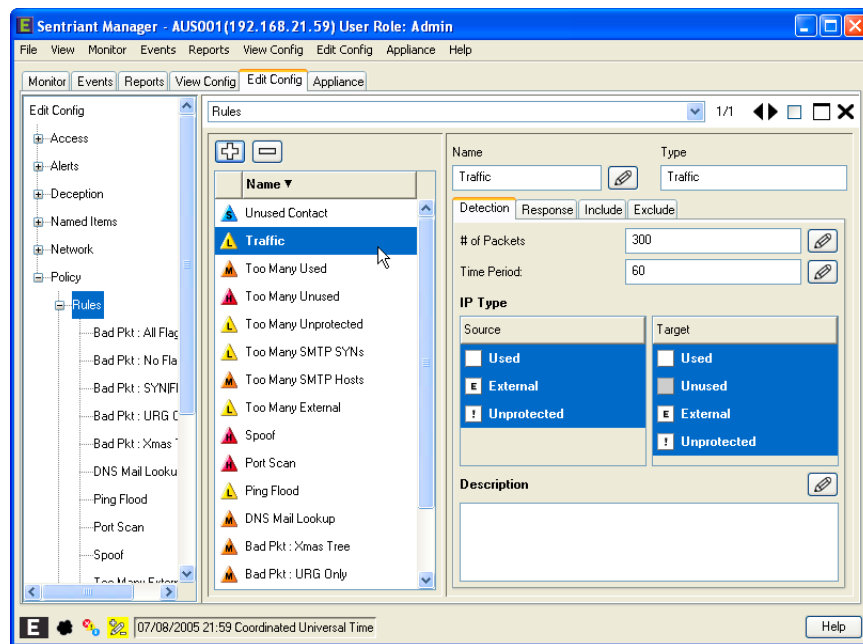 Sentriant Manager - AUS001(192.168.21.59) User Role: Admin
File View Monitor Events Reports View Config Edit Config Appliance Help
Monitor Events Reports View Config Edit Config Appliance
Edit Config
Access
Alerts
Deception
Named Items
Network
Policy
Rules
Bad Pkt : All Flag
Bad Pkt : No Fla
Bad Pkt : SYN|FI
Bad Pkt : URG O
Bad Pkt : Xmas T
DNS Mail Looku
Ping Flood
Port Scan
Spoof
Too Many Extern
Rules
1/1
Name ▼
S Unused Contact
L Traffic
M Too Many Used
H Too Many Unused
L Too Many Unprotected
L Too Many SMTP SYNs
M Too Many SMTP Hosts
L Too Many External
H Spoof
H Port Scan
L Ping Flood
M DNS Mail Lookup
M Bad Pkt : Xmas Tree
M Bad Pkt : URG Only
Name Type
Traffic Traffic
Detection Response Include Exclude
# of Packets 300
Time Period: 60
IP Type
Source
Used
E External
! Unprotected
Target
Used
Unused
E External
! Unprotected
Description
E 07/08/2005 21:59 Coordinated Universal Time Help